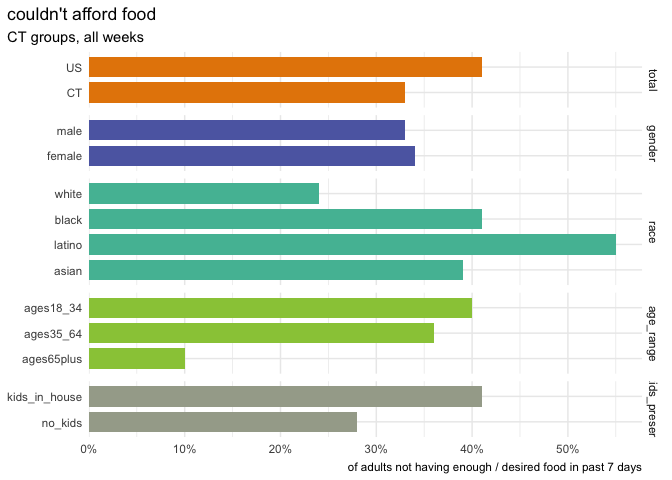 couldn't afford food
CT groups, all weeks
US
CT
total
male
female
gender
white
black
latino
asian
race
ages18_34
ages35_64
ages65plus
age_range
kids_in_house
no_kids
ids_preser
0%
10%
20%
30%
40%
50%
of adults not having enough / desired food in past 7 days